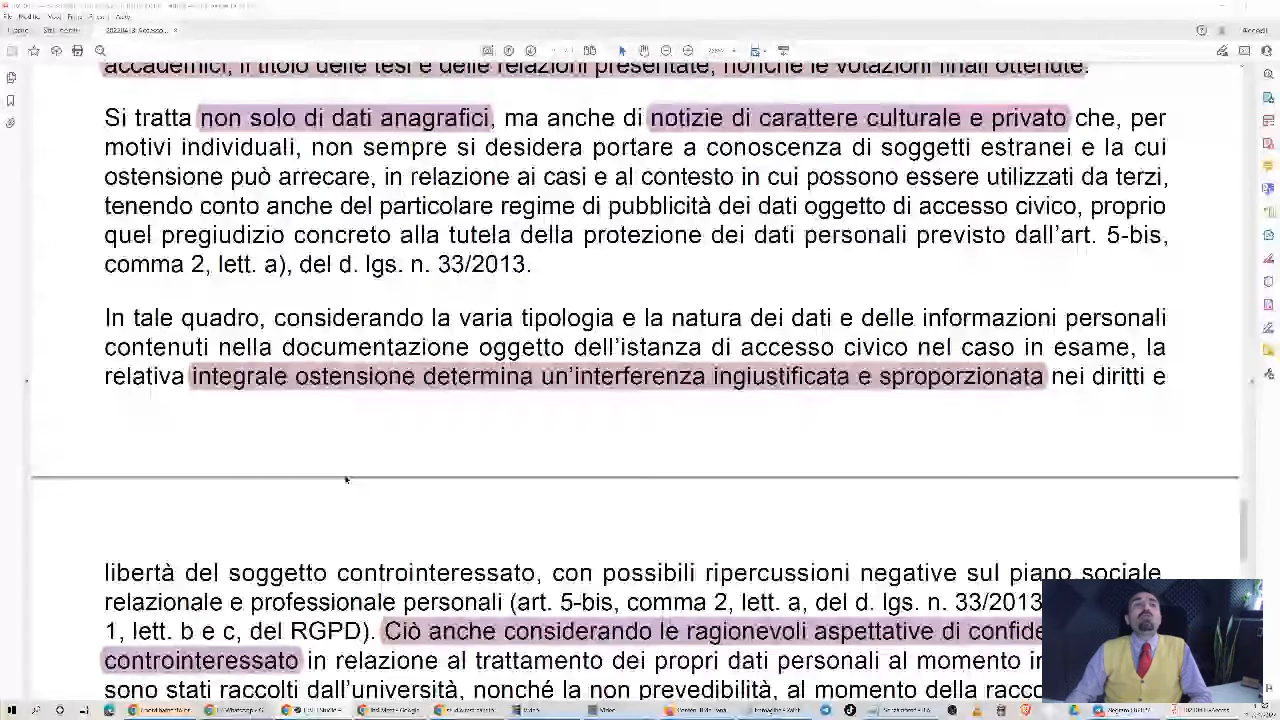 accademici, il titolo delle tesi e delle relazioni presentate, nonché le votazioni finali ottenute.
Si tratta non solo di dati anagrafici, ma anche di notizie di carattere culturale e privato che, per
motivi individuali, non sempre si desidera portare a conoscenza di soggetti estranei e la cui
ostensione può arrecare, in relazione ai casi e al contesto in cui possono essere utilizzati da terzi,
tenendo conto anche del particolare regime di pubblicità dei dati oggetto di accesso civico, proprio
quel pregiudizio concreto alla tutela della protezione dei dati personali previsto dall'art. 5-bis,
comma 2, lett. a), del d. lgs. n. 33/2013.
In tale quadro, considerando la varia tipologia e la natura dei dati e delle informazioni personali
contenuti nella documentazione oggetto dell'istanza di accesso civico nel caso in esame, la
relativa integrale ostensione determina un'interferenza ingiustificata e sproporzionata nei diritti e
libertà del soggetto controinteressato, con possibili ripercussioni negative sul piano sociale
relazionale e professionale personali (art. 5-bis, comma 2, lett. a, del d. lgs. n. 33/2013
1, lett. b e c, del RGPD). Ciò anche considerando le ragionevoli aspettative di confide
controinteressato in relazione al trattamento dei propri dati personali al momento in
sono stati raccolti dall'università, nonché la non prevedibilità, al momento della racco